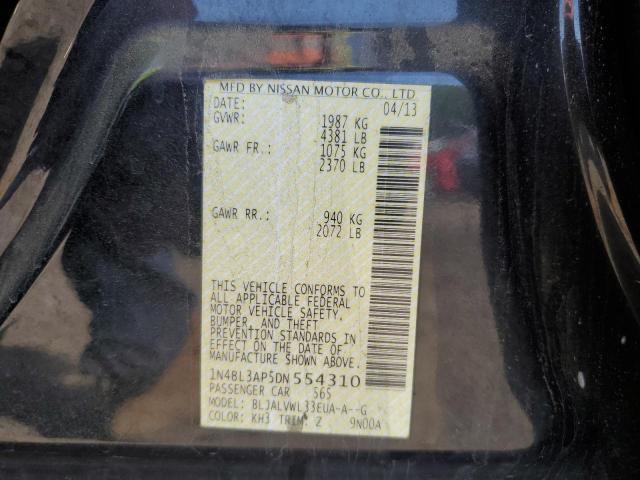 MFD BY NISSAN MOTOR CO., LTD
DATE: 04/13
GVWR: 1987 KG
4381 LB
GAWR FR.: 1075 KG
2370 LB
GAWR RR.: 940 KG
2072 LB
THIS VEHICLE CONFORMS TO
ALL APPLICABLE FEDERAL
MOTOR VEHICLE SAFETY,
BUMPER, AND THEFT
PREVENTION STANDARDS IN
EFFECT ON THE DATE OF
MANUFACTURE SHOWN ABOVE.
1N4BL3AP5DN 554310
PASSENGER CAR 565
MODEL: BLJALVWL33EUA-A--G
COLOR: KH3 TRIM: Z 9N00A